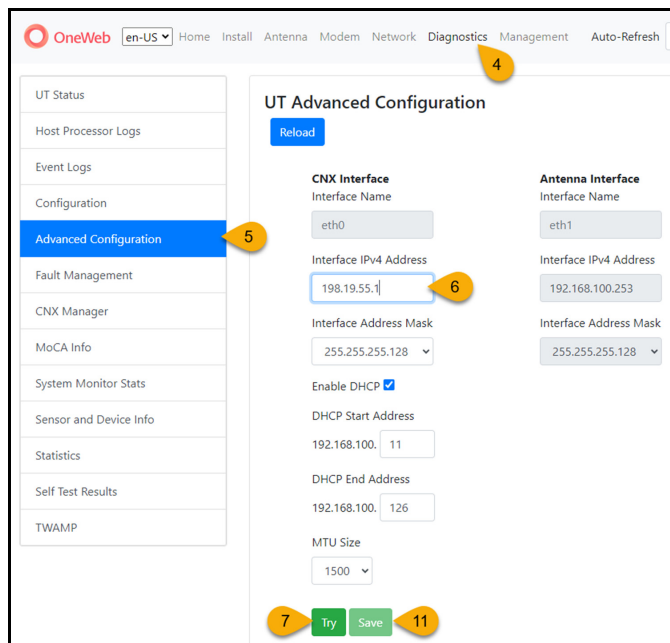 OneWeb en-US Home Install Antenna Modem Network Diagnostics Management Auto-Refresh
4
UT Status
Host Processor Logs
Event Logs
Configuration
Advanced Configuration
5
Fault Management
CNX Manager
MoCA Info
System Monitor Stats
Sensor and Device Info
Statistics
Self Test Results
TWAMP
UT Advanced Configuration
Reload
CNX Interface
Interface Name
eth0
Interface IPv4 Address
198.19.55.1
6
Interface Address Mask
255.255.255.128
Enable DHCP
DHCP Start Address
192.168.100. 11
DHCP End Address
192.168.100. 126
MTU Size
1500
7 Try Save 11
Antenna Interface
Interface Name
eth1
Interface IPv4 Address
192.168.100.253
Interface Address Mask
255.255.255.128